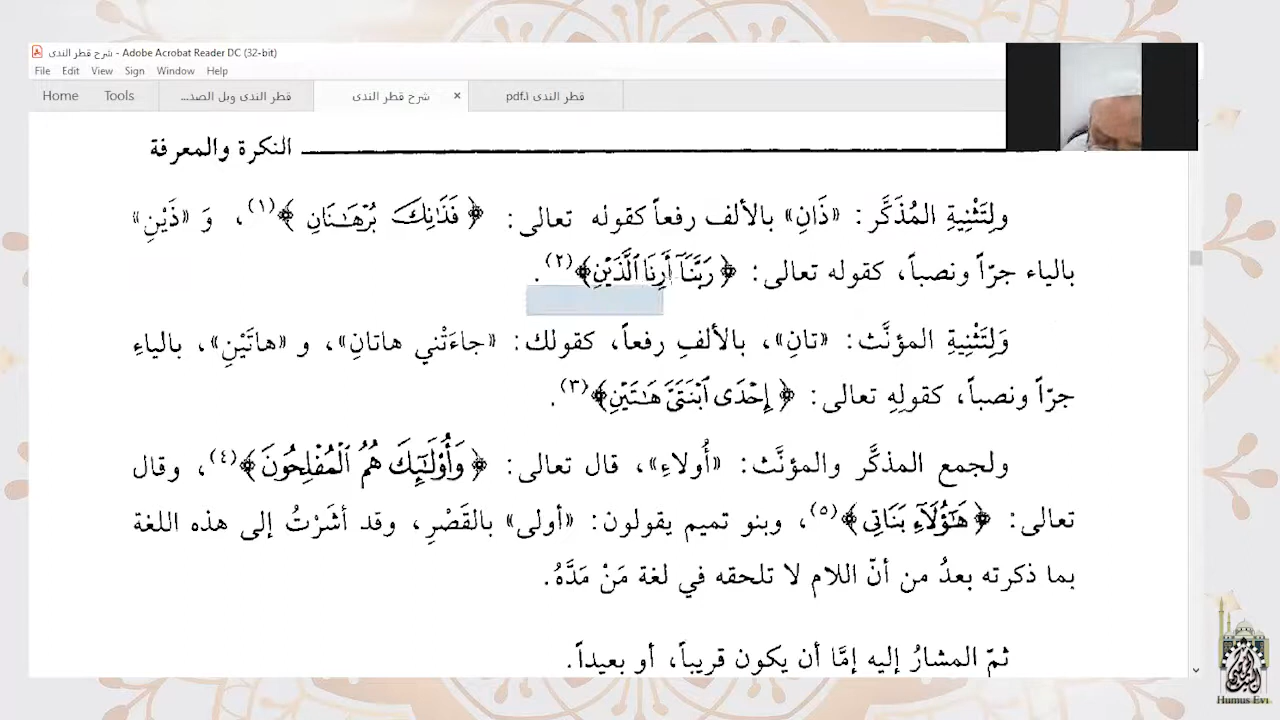 شرح قطر الندى - Adobe Acrobat Reader DC (32-bit)
File Edit View Sign Window Help
Home Tools قطر الندى وبل الصد... شرح قطر الندى × قطر الندى ١.pdf
النكرة والمعرفة
ولِتَثْنِيةِ المُذَكَّر: «ذَانِ» بالألف رفعاً كقوله تعالى: ﴿فَذَٰنِكَ بُرْهَٰنَانِ﴾(١)، وَ «ذَيْنِ»
بالياء جرّاً ونصباً، كقوله تعالى: ﴿رَبَّنَآ أَرِنَا ٱلَّذَيْنِ﴾(٢).
وَلِتَثْنِيةِ المؤنَّث: «تانِ»، بالألفِ رفعاً، كقولك: «جاءَتْني هاتان»، و «هاتَيْنِ»، بالياءِ
جرّاً ونصباً، كقولِهِ تعالى: ﴿إِحْدَى ٱبْنَتَىَّ هَٰتَيْنِ﴾(٣).
ولجمع المذكَّر والمؤنَّث: «أُولاءِ»، قال تعالى: ﴿وَأُوْلَٰٓئِكَ هُمُ ٱلْمُفْلِحُونَ﴾(٤)، وقال
تعالى: ﴿هَٰٓؤُلَآءِ بَنَاتِى﴾(٥)، وبنو تميم يقولون: «أولى» بالقَصْرِ، وقد أشَرْتُ إلى هذه اللغة
بما ذكرته بعدُ من أنّ اللام لا تلحقه في لغة مَنْ مَدَّهُ.
ثمّ المشارُ إليه إمَّا أن يكون قريباً، أو بعيداً.
Humus Evi